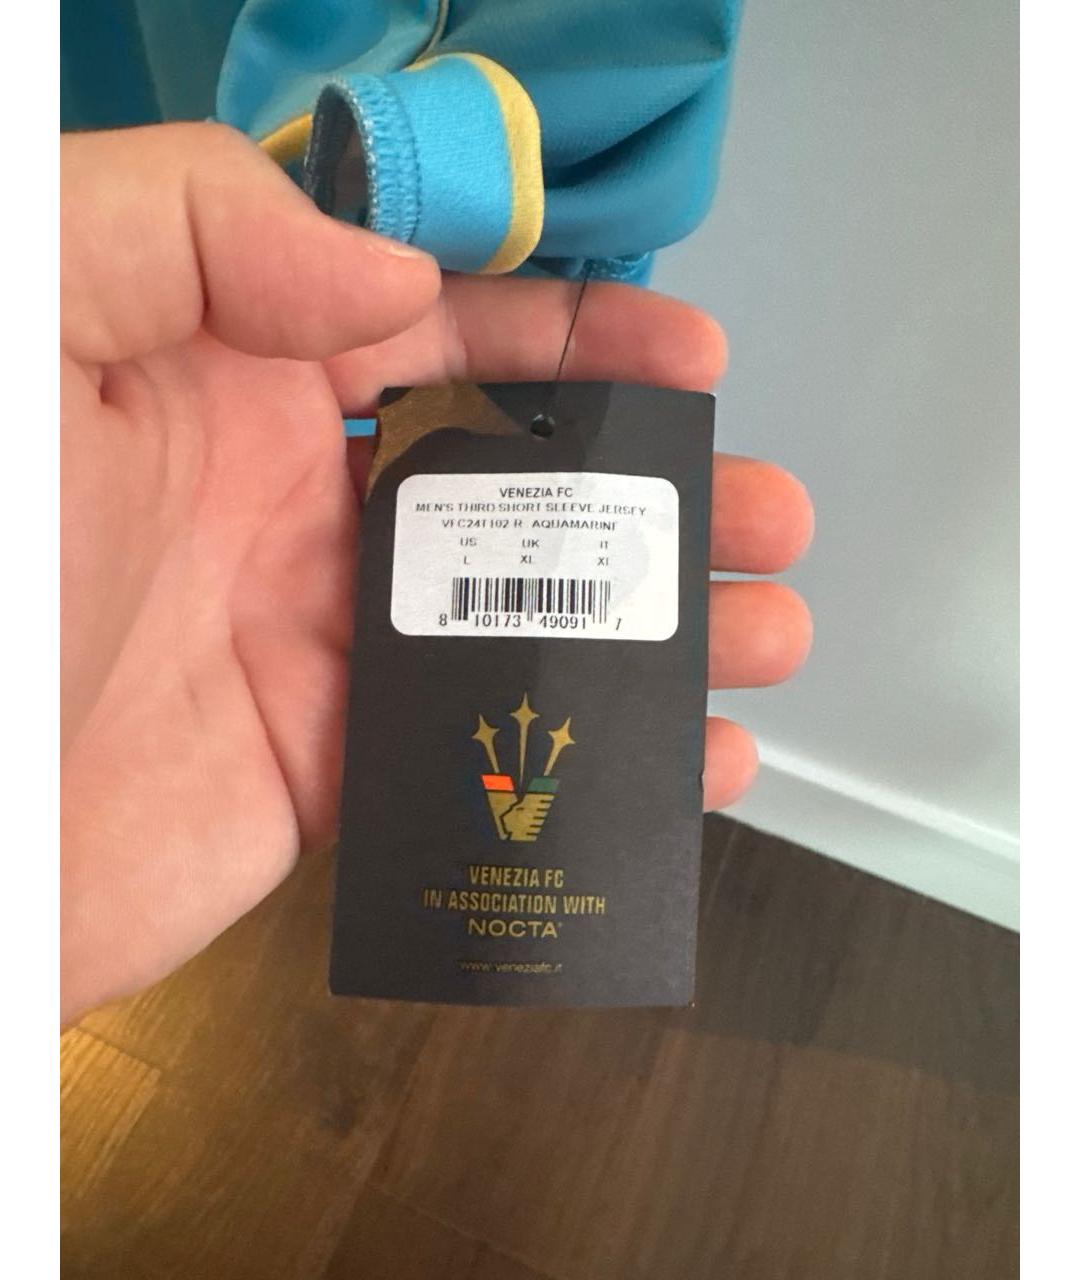 VENEZIA FC
MEN'S THIRD SHORT SLEEVE JERSEY
VFC24T102-R AQUAMARINE
US UK IT
L XL XL
8 10173 49091 7
VENEZIA FC
IN ASSOCIATION WITH
NOCTA
www.veneziafc.it